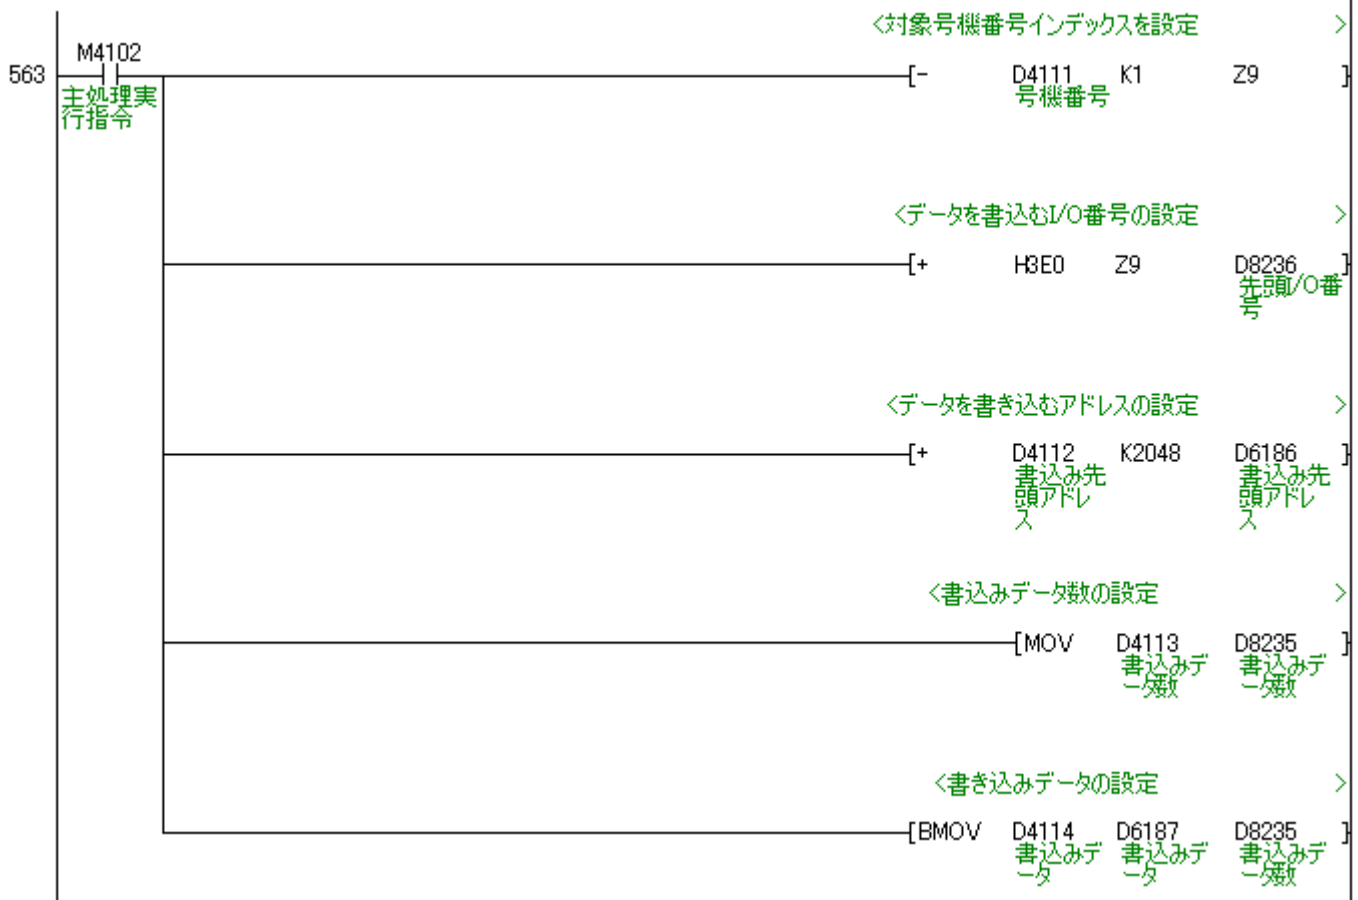 <対象号機番号インデックスを設定 >
M4102
563 [- D4111 K1 Z9 ]
主処理実
行指令
号機番号
<データを書込むI/O番号の設定 >
[+ H3E0 Z9 D8236 ]
先頭I/O番
号
<データを書き込むアドレスの設定 >
[+ D4112 K2048 D6186 ]
書込み先 書込み先
頭アドレ 頭アドレ
ス ス
<書込みデータ数の設定 >
[MOV D4113 D8235 ]
書込みデ 書込みデ
ータ数 ータ数
<書き込みデータの設定 >
[BMOV D4114 D6187 D8235 ]
書込みデ 書込みデ 書込みデ
ータ ータ ータ数